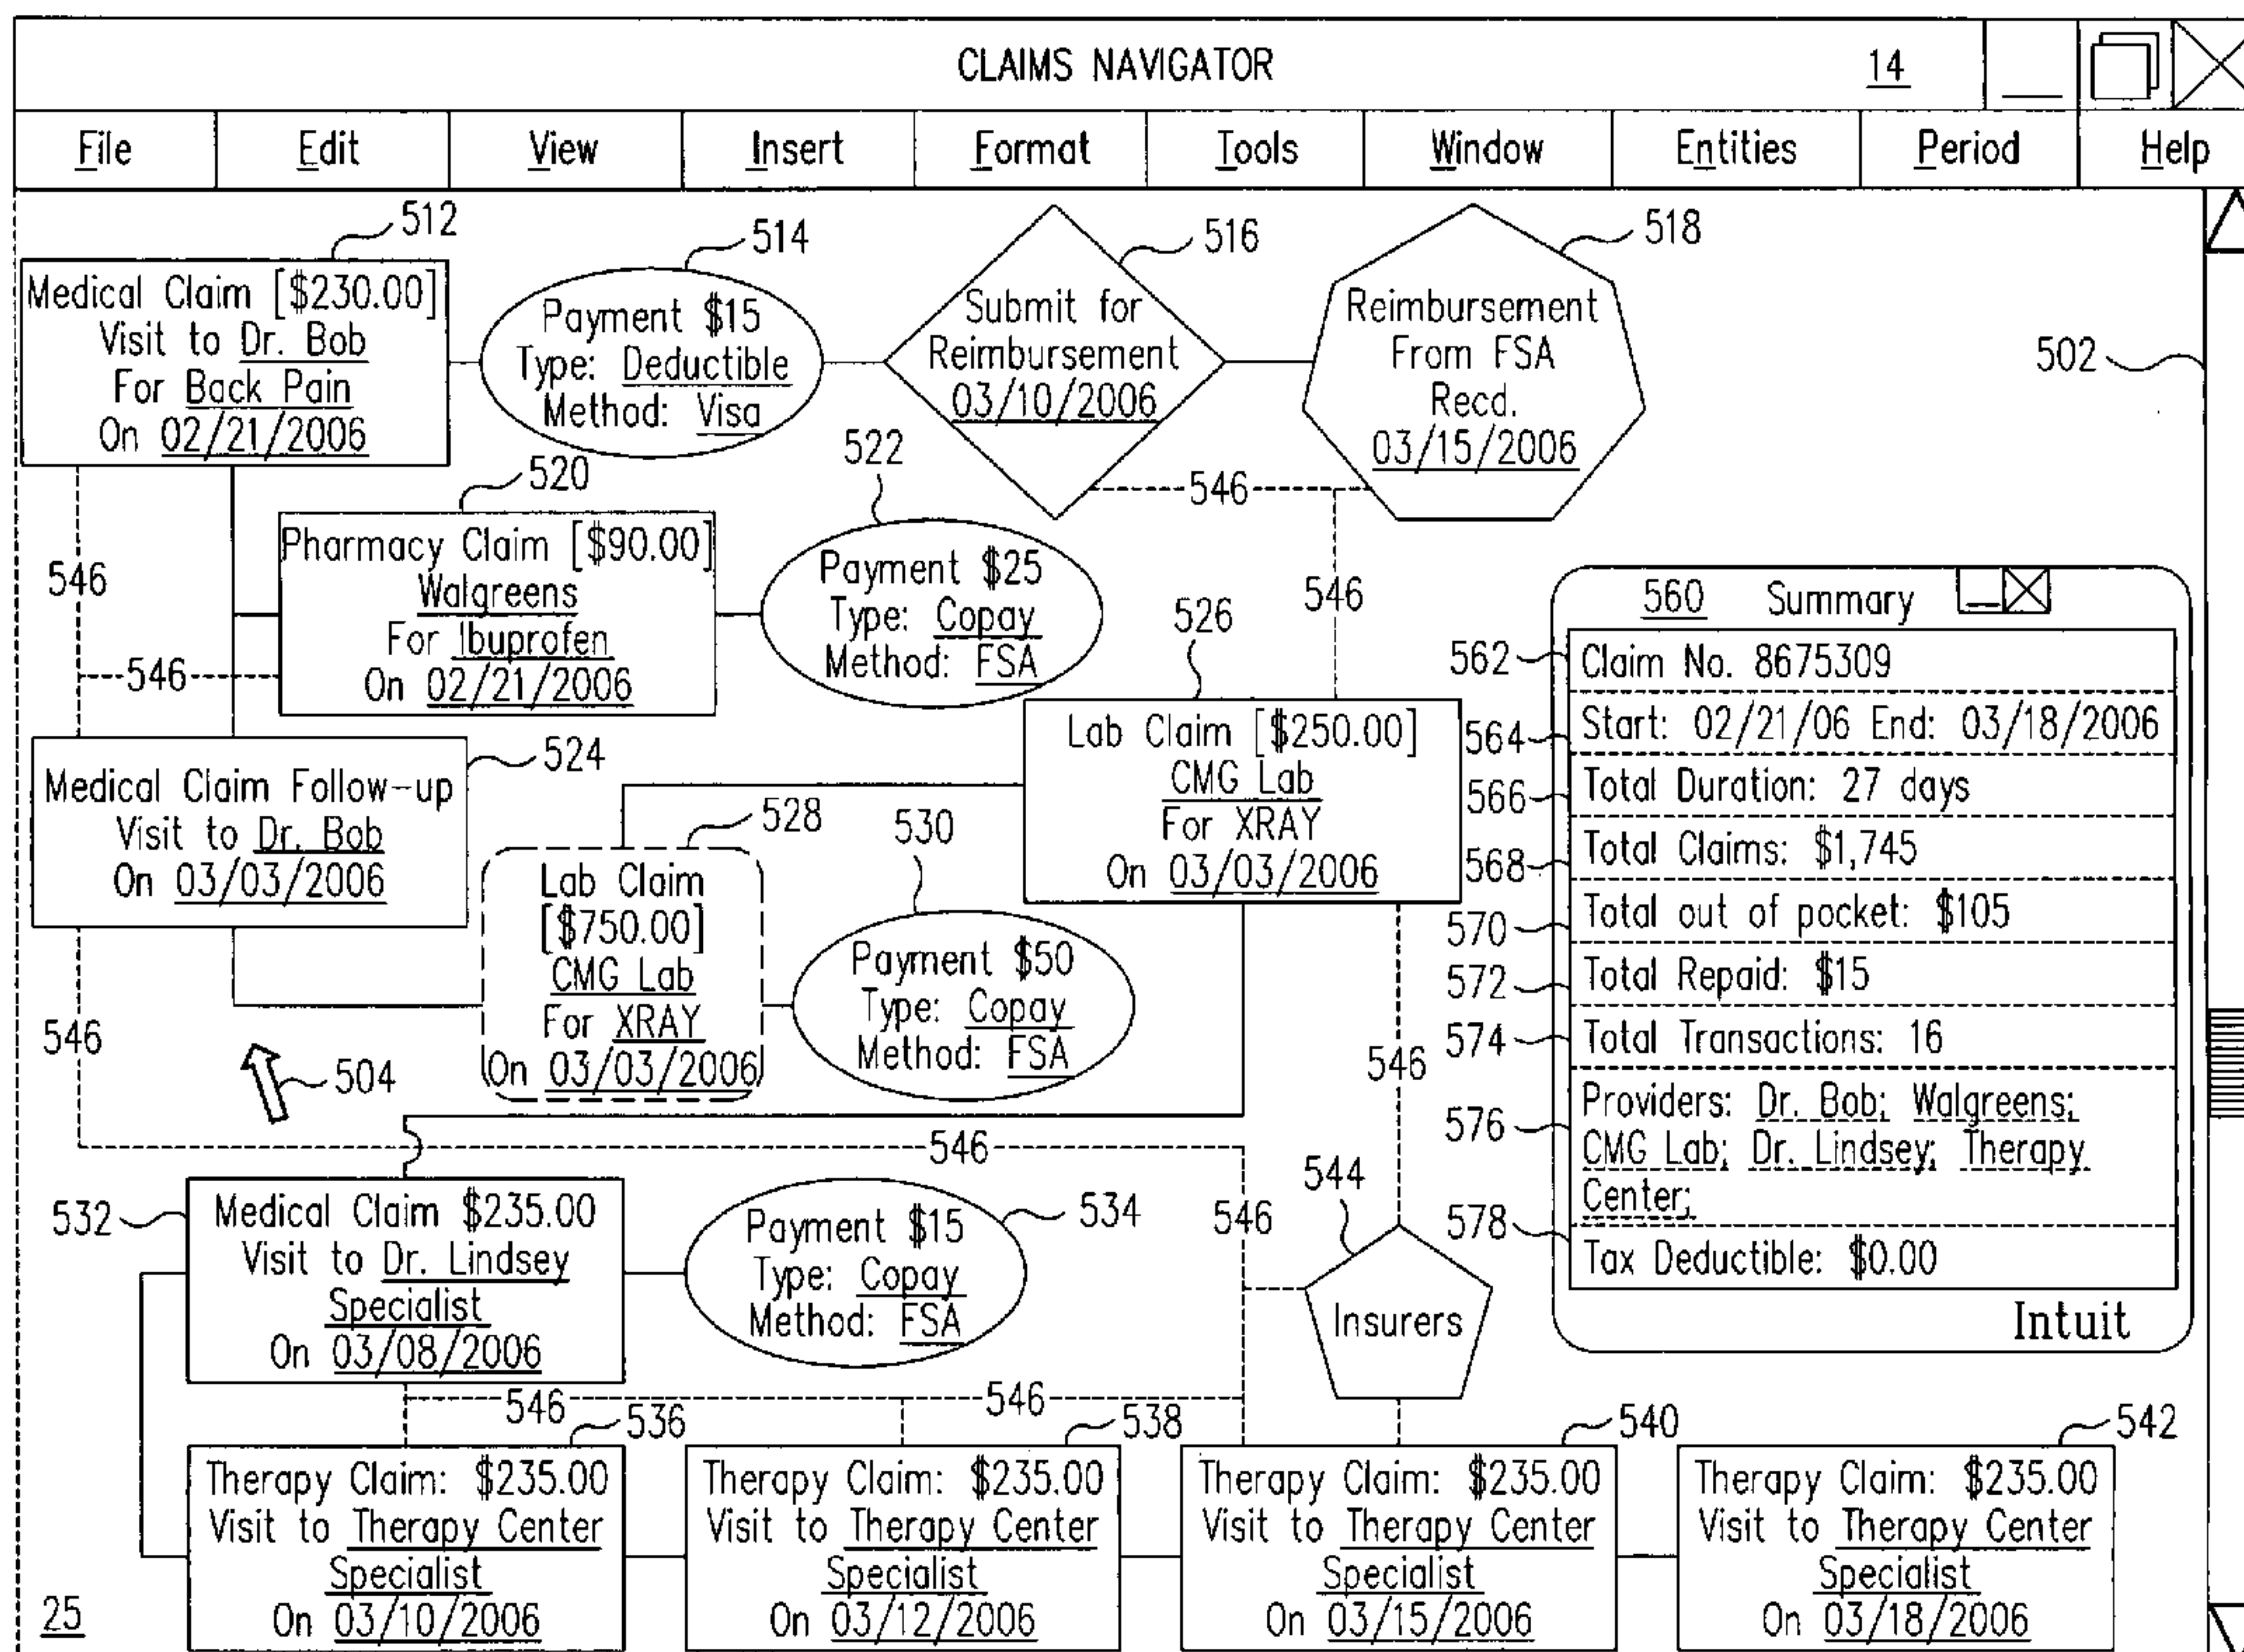 CLAIMS NAVIGATOR 14
File Edit View Insert Format Tools Window Entities Period Help
512
Medical Claim [$230.00]
Visit to Dr. Bob
For Back Pain
On 02/21/2006
514
Payment $15
Type: Deductible
Method: Visa
516
Submit for
Reimbursement
03/10/2006
518
Reimbursement
From FSA
Recd.
03/15/2006
502
546
546
546
546
520
Pharmacy Claim [$90.00]
Walgreens
For Ibuprofen
On 02/21/2006
522
Payment $25
Type: Copay
Method: FSA
524
Medical Claim Follow-up
Visit to Dr. Bob
On 03/03/2006
526
Lab Claim [$250.00]
CMG Lab
For XRAY
On 03/03/2006
528
Lab Claim
[$750.00]
CMG Lab
For XRAY
On 03/03/2006
530
Payment $50
Type: Copay
Method: FSA
546
504
546
546
546
532
Medical Claim $235.00
Visit to Dr. Lindsey
Specialist
On 03/08/2006
534
Payment $15
Type: Copay
Method: FSA
544
Insurers
546
546
560 Summary
562 Claim No. 8675309
564 Start: 02/21/06 End: 03/18/2006
566 Total Duration: 27 days
568 Total Claims: $1,745
570 Total out of pocket: $105
572 Total Repaid: $15
574 Total Transactions: 16
576 Providers: Dr. Bob; Walgreens;
CMG Lab; Dr. Lindsey; Therapy
Center;
578 Tax Deductible: $0.00
Intuit
536
Therapy Claim: $235.00
Visit to Therapy Center
Specialist
On 03/10/2006
538
Therapy Claim: $235.00
Visit to Therapy Center
Specialist
On 03/12/2006
540
Therapy Claim: $235.00
Visit to Therapy Center
Specialist
On 03/15/2006
542
Therapy Claim: $235.00
Visit to Therapy Center
Specialist
On 03/18/2006
25